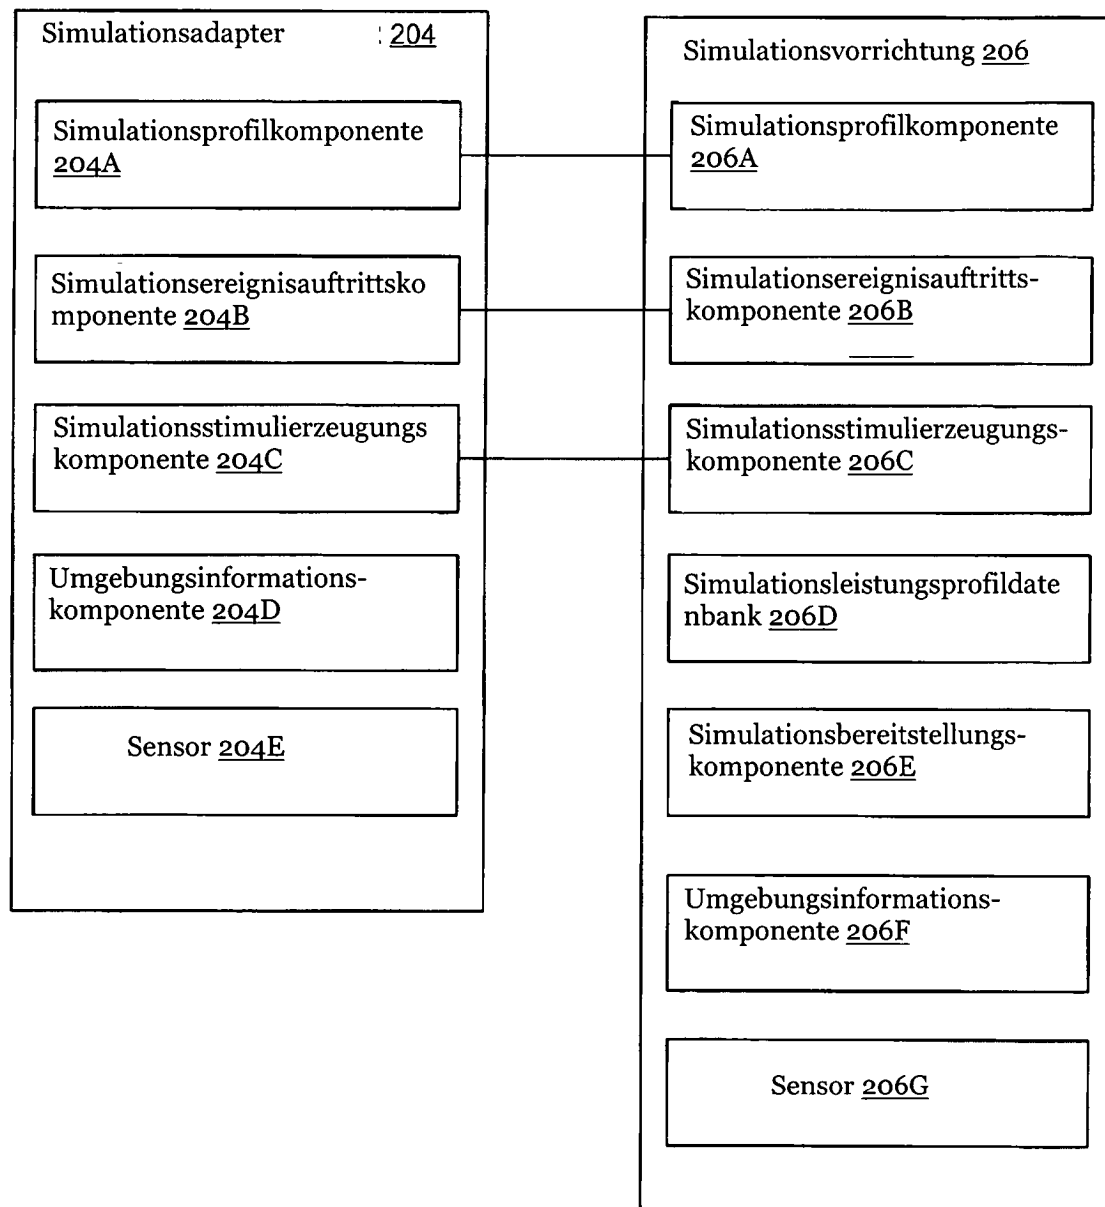 Simulationsadapter : 204
Simulationsprofilkomponente
204A
Simulationsereignisauftrittsko
mponente 204B
Simulationsstimulierzeugungs
komponente 204C
Umgebungsinformations-
komponente 204D
Sensor 204E
Simulationsvorrichtung 206
Simulationsprofilkomponente
206A
Simulationsereignisauftritts-
komponente 206B
Simulationsstimulierzeugungs-
komponente 206C
Simulationsleistungsprofildate
nbank 206D
Simulationsbereitstellungs-
komponente 206E
Umgebungsinformations-
komponente 206F
Sensor 206G